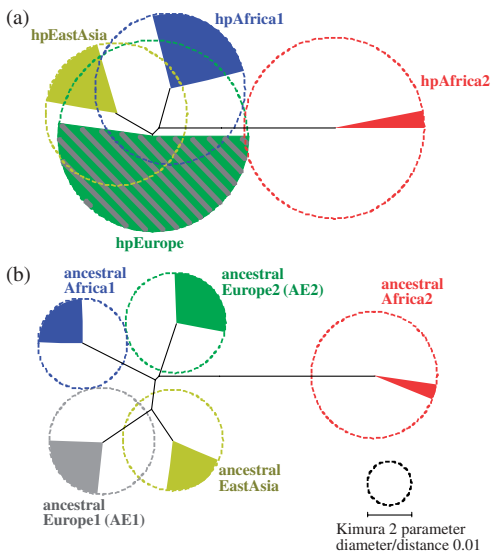 (a)
hpAfrica1
hpEastAsia
hpAfrica2
hpEurope
(b)
ancestral
Africa1
ancestral
Europe2 (AE2)
ancestral
Africa2
ancestral
Europe1 (AE1)
ancestral
EastAsia
Kimura 2 parameter
diameter/distance 0.01